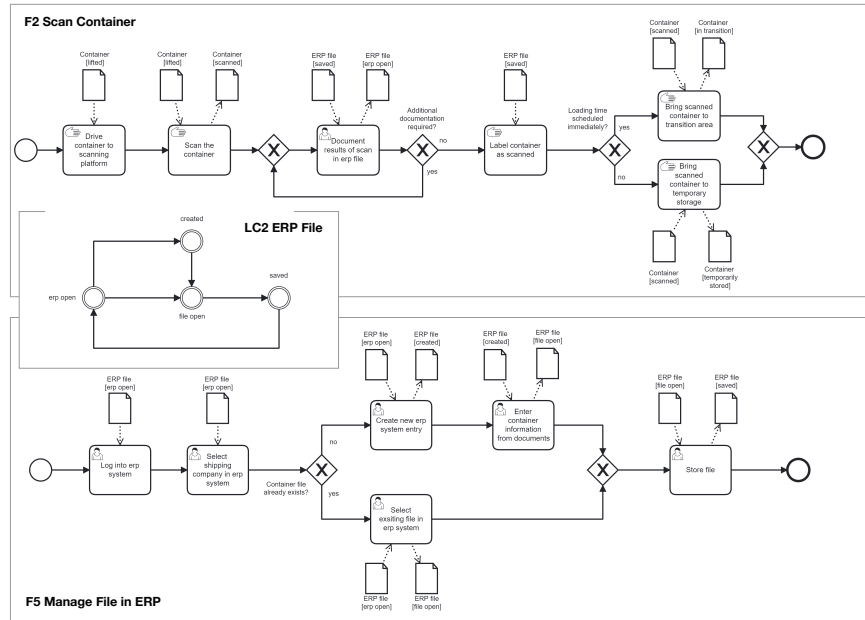 F2 Scan Container
Container
[lifted]
Container
[lifted]
Container
[scanned]
ERP file
[saved]
ERP file
[erp open]
ERP file
[saved]
Container
[scanned]
Container
[in transition]
Drive
container to
scanning
platform
Scan the
container
X
Document
results of scan
in erp file
Additional
documentation
required?
X
no
yes
Label container
as scanned
Loading time
scheduled
immediately?
X
yes
no
Bring scanned
container to
transition area
Bring
scanned
container to
temporary
storage
X
Container
[scanned]
Container
[temporarily
stored]
LC2 ERP File
created
erp open
file open
saved
ERP file
[erp open]
ERP file
[erp open]
ERP file
[erp open]
ERP file
[created]
ERP file
[created]
ERP file
[file open]
ERP file
[file open]
ERP file
[saved]
Log into erp
system
Select
shipping
company in erp
system
Container file
already exists?
X
no
yes
Create new erp
system entry
Enter
container
information
from documents
Select
exsiting file in
erp system
X
Store file
ERP file
[erp open]
ERP file
[file open]
F5 Manage File in ERP